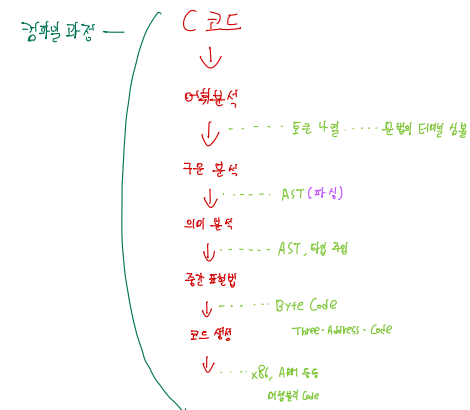 컴파일 과정
C 코드
어휘분석
토큰 나열 ..... 문법의 터미널 심볼
구문 분석
AST (파싱)
의미 분석
AST, 타입 주입
중간 표현법
Byte Code
Three-Address-Code
코드 생성
x86, ARM 등등
어셈블리 Code